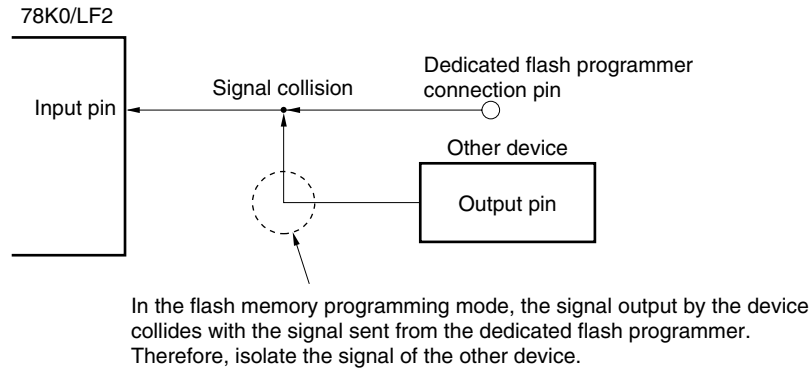 78K0/LF2
Input pin
Signal collision
Dedicated flash programmer
connection pin
Other device
Output pin
In the flash memory programming mode, the signal output by the device
collides with the signal sent from the dedicated flash programmer.
Therefore, isolate the signal of the other device.